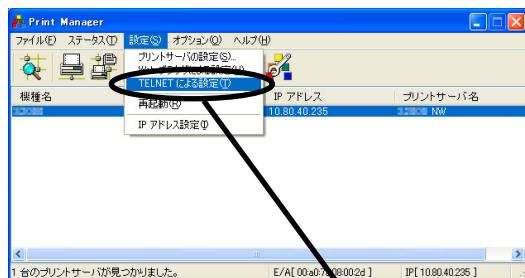 Print Manager
ファイル(F) ステータス(T) 設定(S) オプション(O) ヘルプ(H)
プリントサーバの設定(S)...
TELNET による設定(T)
再起動(R)
IP アドレス設定(I)
機種名 IP アドレス プリントサーバ名
10.80.40.235 NW
1 台のプリントサーバが見つかりました。 IP[ 10.80.40.235 ]